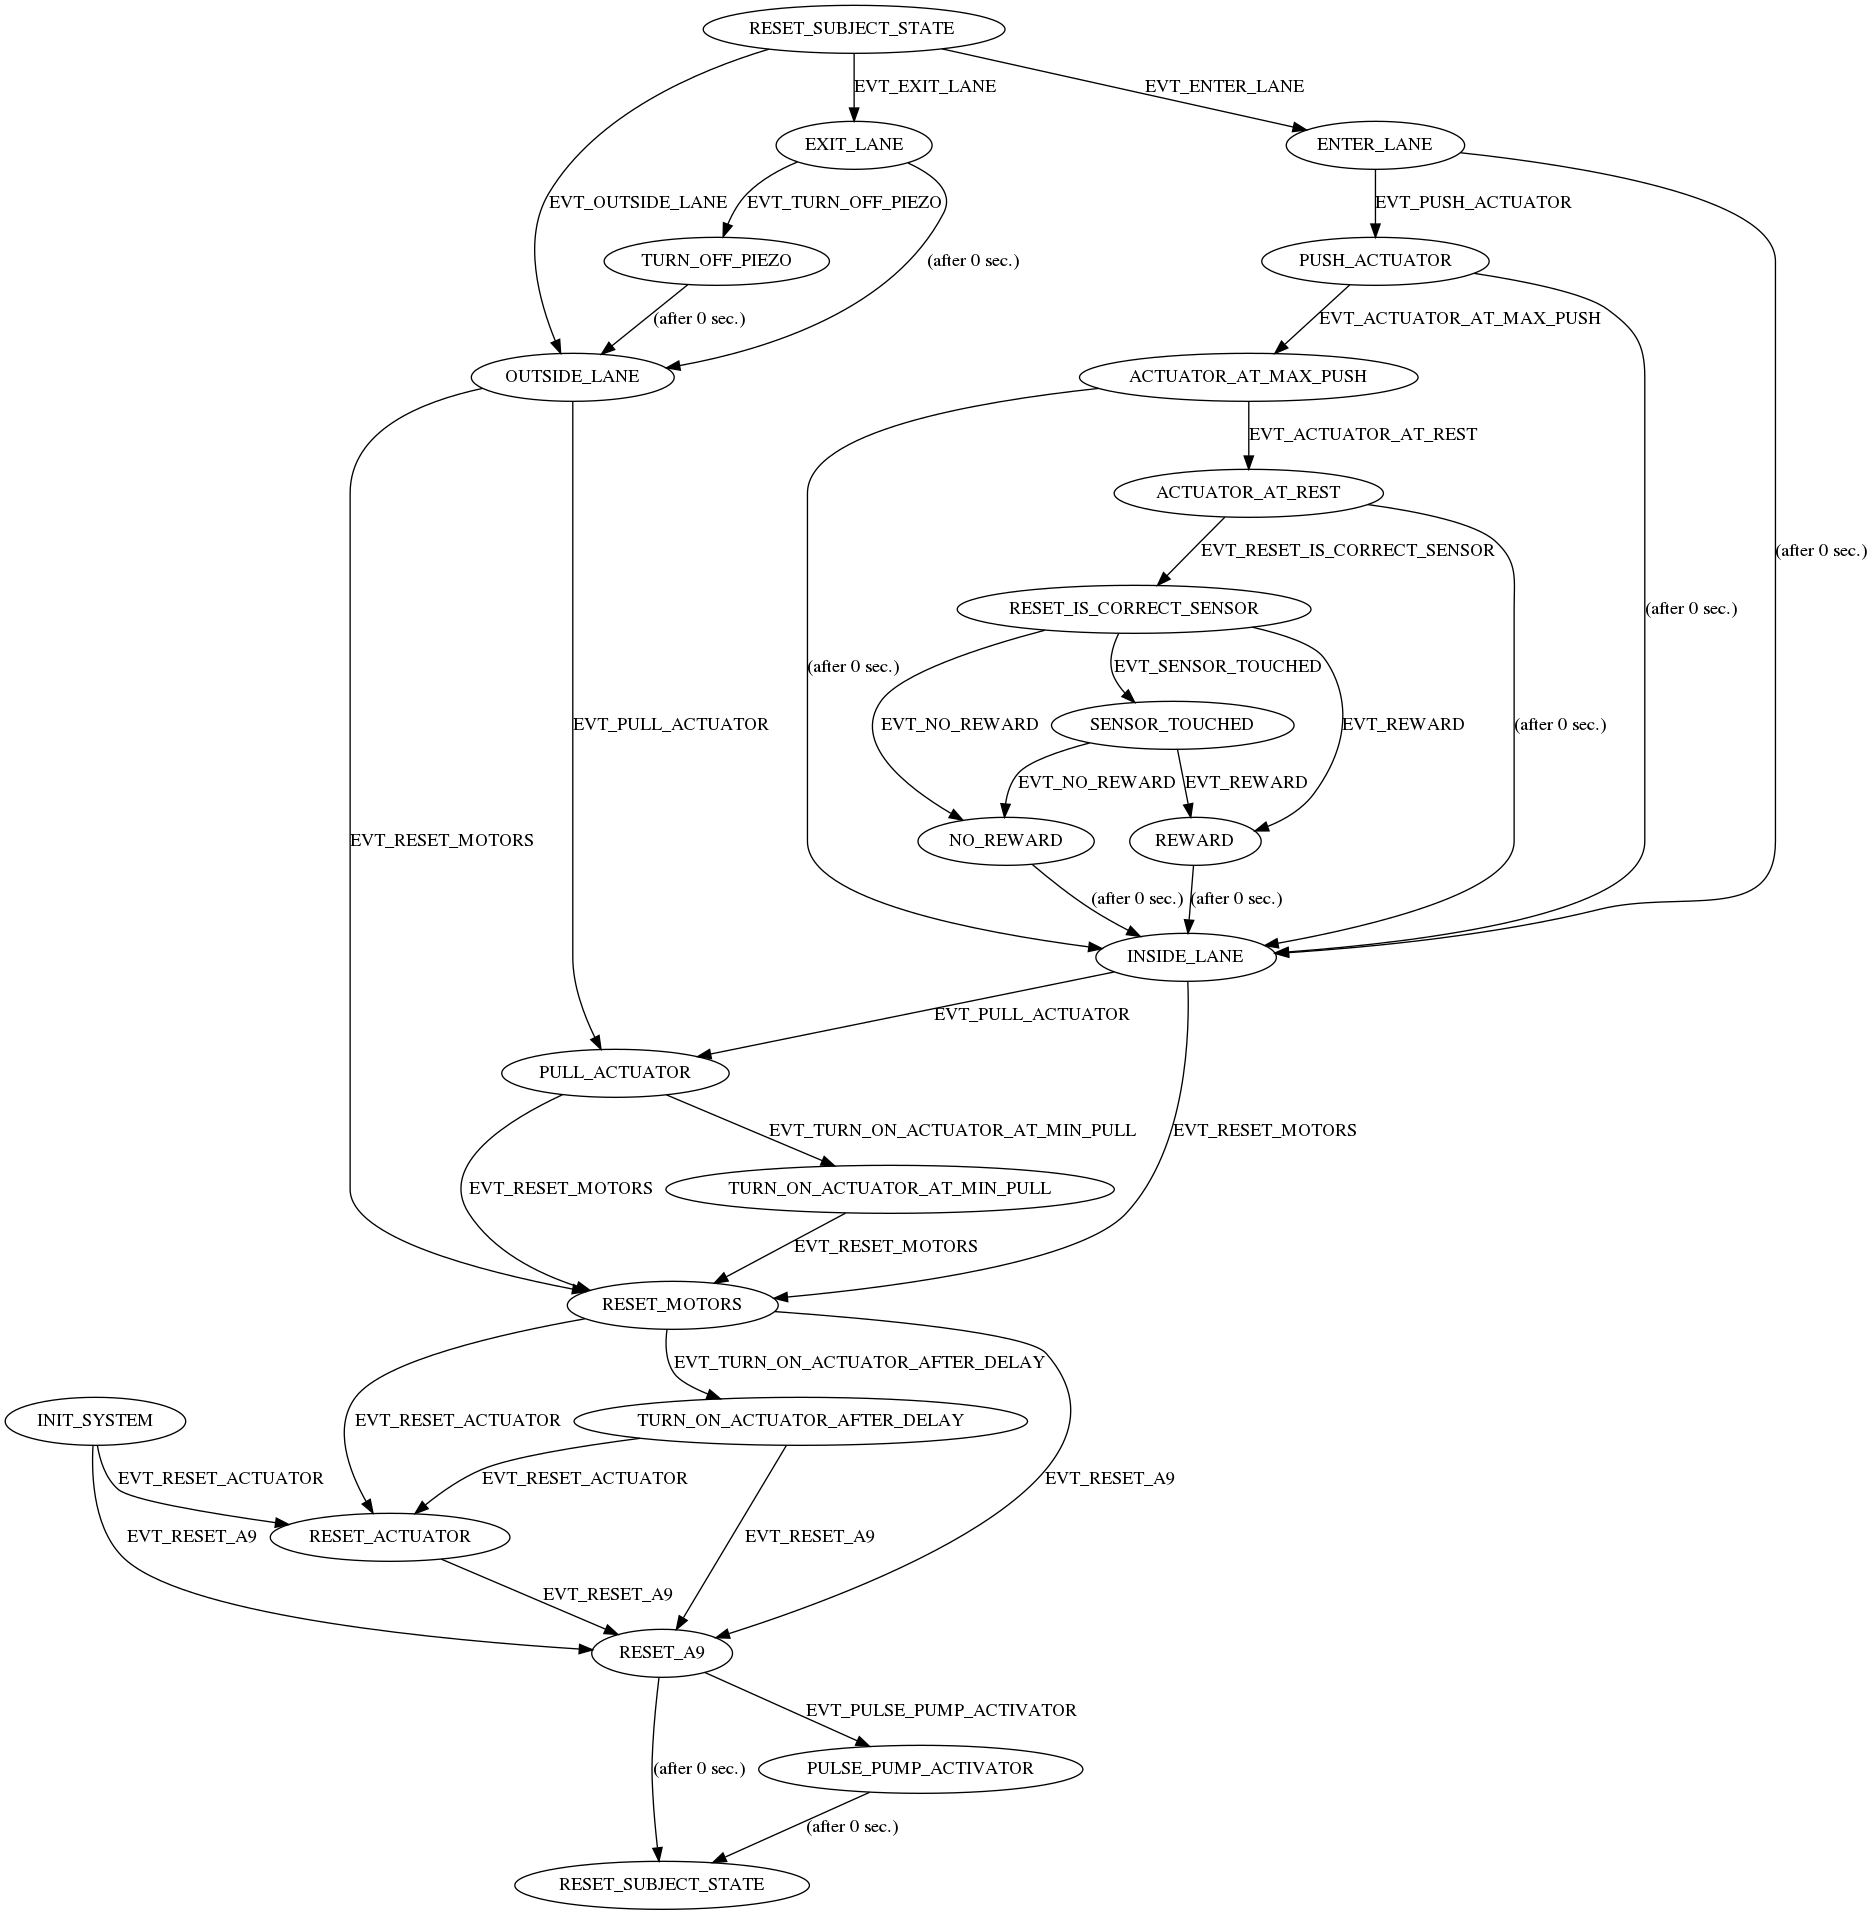 RESET_SUBJECT_STATE
EVT_EXIT_LANE
EVT_ENTER_LANE
EXIT_LANE
ENTER_LANE
EVT_OUTSIDE_LANE
EVT_TURN_OFF_PIEZO
EVT_PUSH_ACTUATOR
TURN_OFF_PIEZO
(after 0 sec.)
PUSH_ACTUATOR
(after 0 sec.)
EVT_ACTUATOR_AT_MAX_PUSH
OUTSIDE_LANE
ACTUATOR_AT_MAX_PUSH
EVT_ACTUATOR_AT_REST
ACTUATOR_AT_REST
EVT_RESET_IS_CORRECT_SENSOR
(after 0 sec.)
RESET_IS_CORRECT_SENSOR
(after 0 sec.)
(after 0 sec.)
EVT_SENSOR_TOUCHED
EVT_PULL_ACTUATOR
EVT_NO_REWARD
SENSOR_TOUCHED
EVT_REWARD
(after 0 sec.)
EVT_NO_REWARD
EVT_REWARD
EVT_RESET_MOTORS
NO_REWARD
REWARD
(after 0 sec.)
(after 0 sec.)
INSIDE_LANE
EVT_PULL_ACTUATOR
PULL_ACTUATOR
EVT_TURN_ON_ACTUATOR_AT_MIN_PULL
EVT_RESET_MOTORS
EVT_RESET_MOTORS
TURN_ON_ACTUATOR_AT_MIN_PULL
EVT_RESET_MOTORS
RESET_MOTORS
EVT_TURN_ON_ACTUATOR_AFTER_DELAY
INIT_SYSTEM
EVT_RESET_ACTUATOR
TURN_ON_ACTUATOR_AFTER_DELAY
EVT_RESET_ACTUATOR
EVT_RESET_ACTUATOR
EVT_RESET_A9
EVT_RESET_A9
RESET_ACTUATOR
EVT_RESET_A9
EVT_RESET_A9
RESET_A9
EVT_PULSE_PUMP_ACTIVATOR
(after 0 sec.)
PULSE_PUMP_ACTIVATOR
(after 0 sec.)
RESET_SUBJECT_STATE